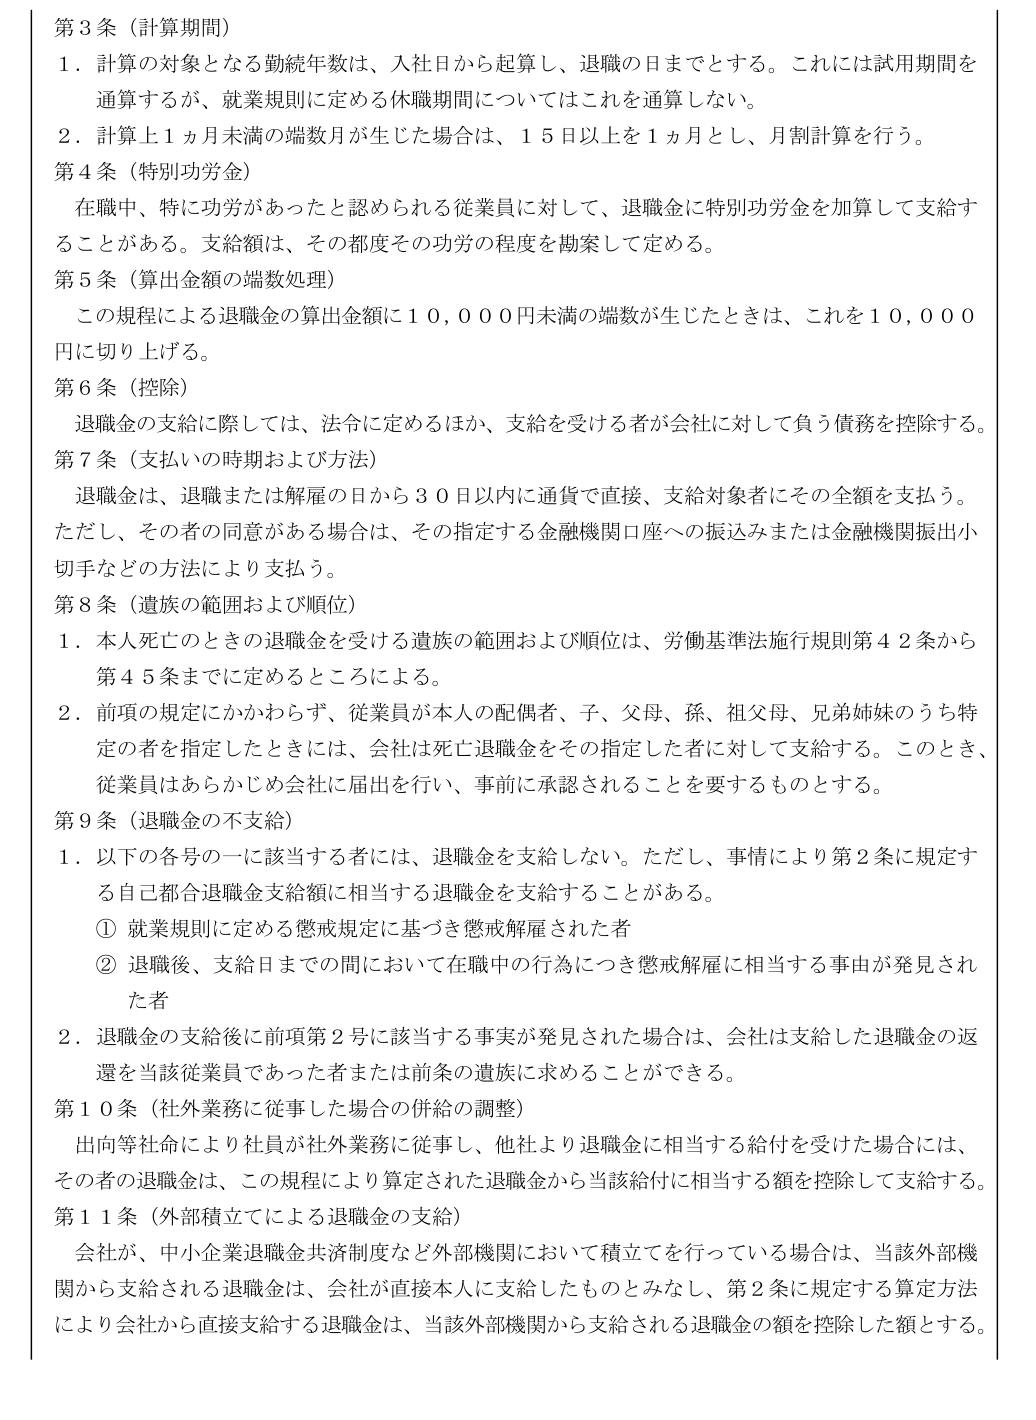 第３条（計算期間）
１．計算の対象となる勤続年数は、入社日から起算し、退職の日までとする。これには試用期間を
通算するが、就業規則に定める休職期間についてはこれを通算しない。
２．計算上１ヵ月未満の端数月が生じた場合は、１５日以上を１ヵ月とし、月割計算を行う。
第４条（特別功労金）
　在職中、特に功労があったと認められる従業員に対して、退職金に特別功労金を加算して支給す
ることがある。支給額は、その都度その功労の程度を勘案して定める。
第５条（算出金額の端数処理）
　この規程による退職金の算出金額に１０，０００円未満の端数が生じたときは、これを１０，０００
円に切り上げる。
第６条（控除）
　退職金の支給に際しては、法令に定めるほか、支給を受ける者が会社に対して負う債務を控除する。
第７条（支払いの時期および方法）
　退職金は、退職または解雇の日から３０日以内に通貨で直接、支給対象者にその全額を支払う。
ただし、その者の同意がある場合は、その指定する金融機関口座への振込みまたは金融機関振出小
切手などの方法により支払う。
第８条（遺族の範囲および順位）
１．本人死亡のときの退職金を受ける遺族の範囲および順位は、労働基準法施行規則第４２条から
第４５条までに定めるところによる。
２．前項の規定にかかわらず、従業員が本人の配偶者、子、父母、孫、祖父母、兄弟姉妹のうち特
定の者を指定したときには、会社は死亡退職金をその指定した者に対して支給する。このとき、
従業員はあらかじめ会社に届出を行い、事前に承認されることを要するものとする。
第９条（退職金の不支給）
１．以下の各号の一に該当する者には、退職金を支給しない。ただし、事情により第２条に規定す
る自己都合退職金支給額に相当する退職金を支給することがある。
① 就業規則に定める懲戒規定に基づき懲戒解雇された者
② 退職後、支給日までの間において在職中の行為につき懲戒解雇に相当する事由が発見され
た者
２．退職金の支給後に前項第２号に該当する事実が発見された場合は、会社は支給した退職金の返
還を当該従業員であった者または前条の遺族に求めることができる。
第１０条（社外業務に従事した場合の併給の調整）
　出向等社命により社員が社外業務に従事し、他社より退職金に相当する給付を受けた場合には、
その者の退職金は、この規程により算定された退職金から当該給付に相当する額を控除して支給する。
第１１条（外部積立てによる退職金の支給）
　会社が、中小企業退職金共済制度など外部機関において積立てを行っている場合は、当該外部機
関から支給される退職金は、会社が直接本人に支給したものとみなし、第２条に規定する算定方法
により会社から直接支給する退職金は、当該外部機関から支給される退職金の額を控除した額とする。